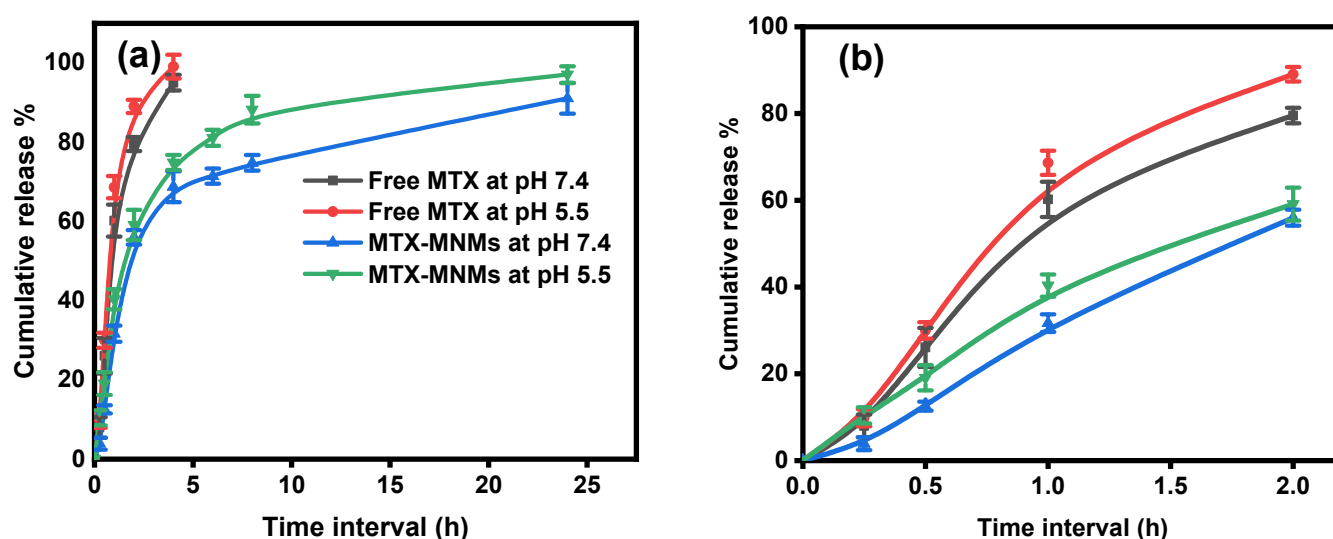 (a)
Cumulative release %
100
80
60
40
20
0
Free MTX at pH 7.4
Free MTX at pH 5.5
MTX-MNMs at pH 7.4
MTX-MNMs at pH 5.5
0 5 10 15 20 25
Time interval (h)
(b)
Cumulative release %
100
80
60
40
20
0
0.0 0.5 1.0 1.5 2.0
Time interval (h)